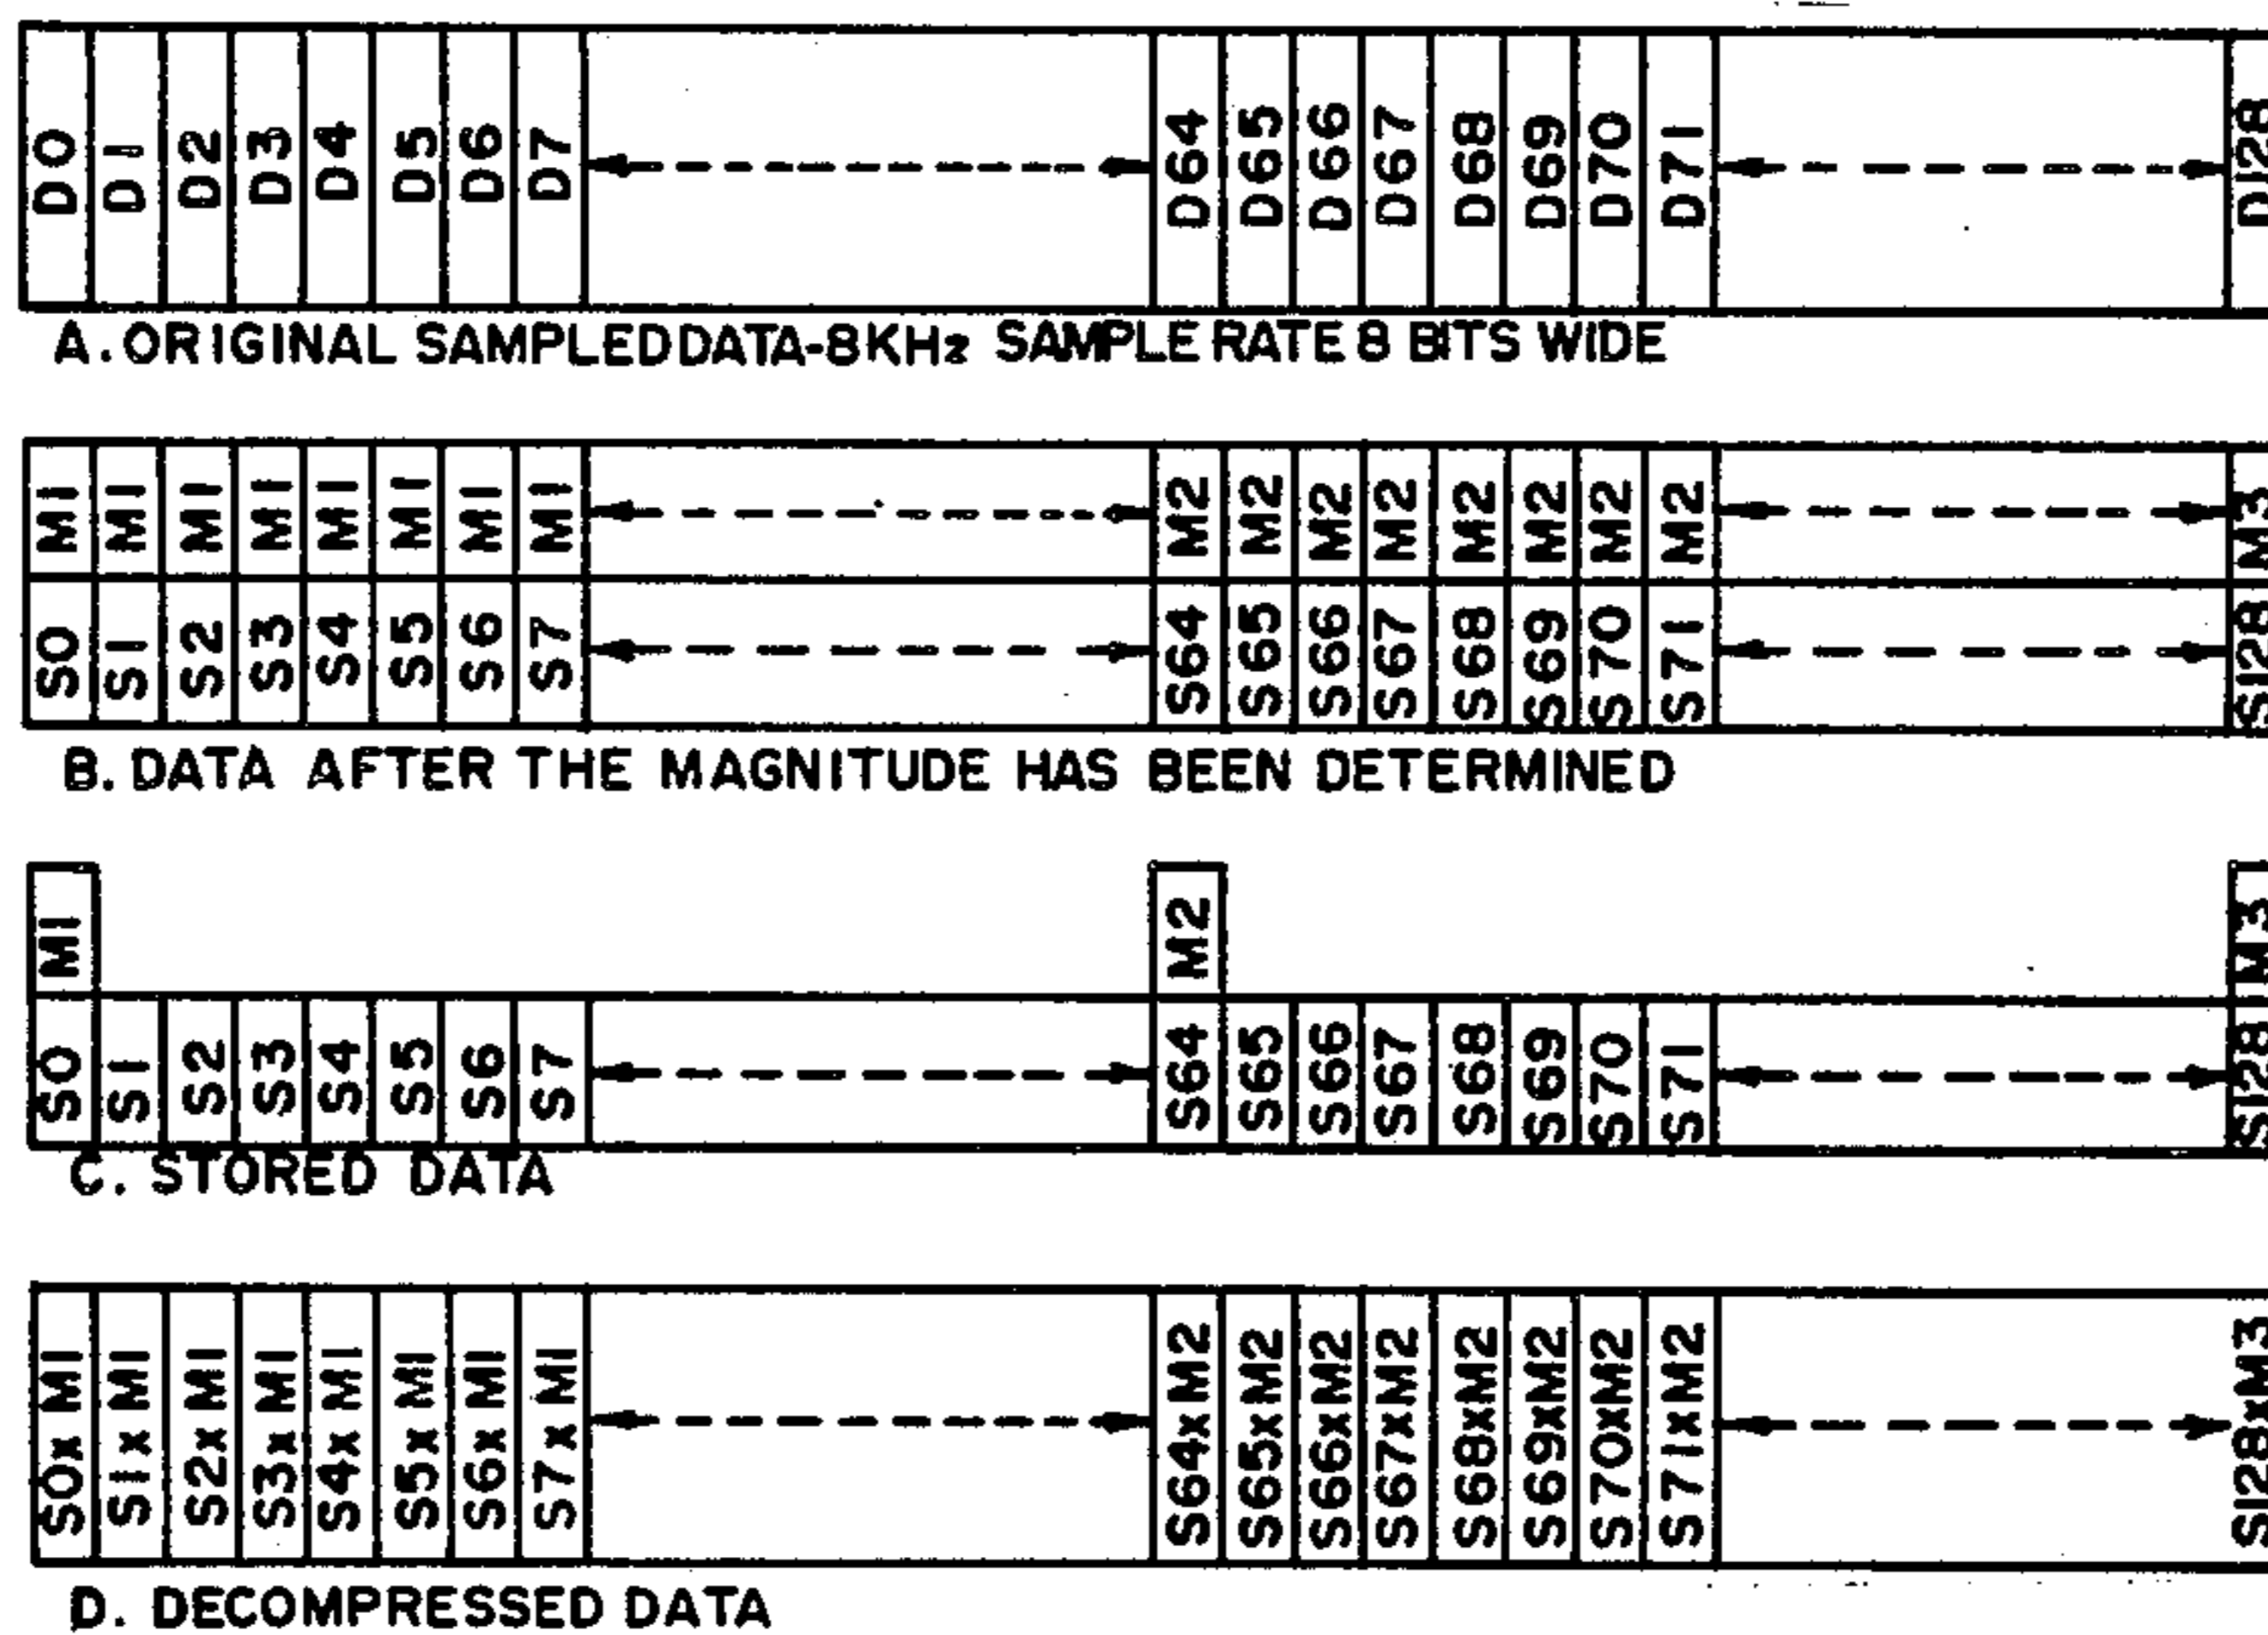 D0 D1 D2 D3 D4 D5 D6 D7 D64 D65 D66 D67 D68 D69 D70 D71 D128
A. ORIGINAL SAMPLED DATA-8KHz SAMPLE RATE 8 BITS WIDE
M1 M1 M1 M1 M1 M1 M1 M1 M2 M2 M2 M2 M2 M2 M2 M2 M3
S0 S1 S2 S3 S4 S5 S6 S7 S64 S65 S66 S67 S68 S69 S70 S71 S128
B. DATA AFTER THE MAGNITUDE HAS BEEN DETERMINED
M1 M2 M3
S0 S1 S2 S3 S4 S5 S6 S7 S64 S65 S66 S67 S68 S69 S70 S71 S128
C. STORED DATA
S0x M1 S1x M1 S2x M1 S3x M1 S4x M1 S5x M1 S6x M1 S7x M1 S64xM2 S65xM2 S66xM2 S67xM2 S68xM2 S69xM2 S70xM2 S71xM2 S128xM3
D. DECOMPRESSED DATA